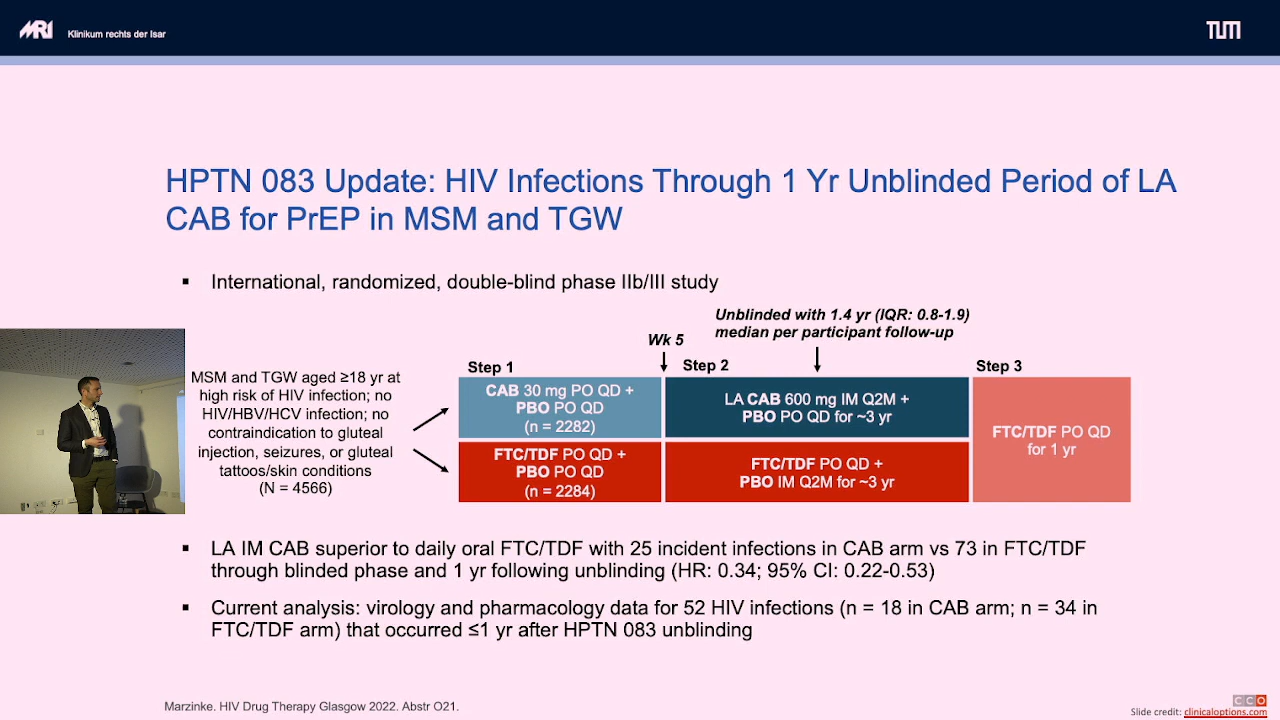 MRI Klinikum rechts der Isar
TUM
HPTN 083 Update: HIV Infections Through 1 Yr Unblinded Period of LA
CAB for PrEP in MSM and TGW
▪ International, randomized, double-blind phase IIb/III study
Unblinded with 1.4 yr (IQR: 0.8-1.9)
median per participant follow-up
Wk 5
Step 1
Step 2
Step 3
MSM and TGW aged ≥18 yr at
high risk of HIV infection; no
HIV/HBV/HCV infection; no
contraindication to gluteal
injection, seizures, or gluteal
tattoos/skin conditions
(N = 4566)
CAB 30 mg PO QD +
PBO PO QD
(n = 2282)
LA CAB 600 mg IM Q2M +
PBO PO QD for ~3 yr
FTC/TDF PO QD
for 1 yr
FTC/TDF PO QD +
PBO PO QD
(n = 2284)
FTC/TDF PO QD +
PBO IM Q2M for ~3 yr
▪ LA IM CAB superior to daily oral FTC/TDF with 25 incident infections in CAB arm vs 73 in FTC/TDF
through blinded phase and 1 yr following unblinding (HR: 0.34; 95% CI: 0.22-0.53)
▪ Current analysis: virology and pharmacology data for 52 HIV infections (n = 18 in CAB arm; n = 34 in
FTC/TDF arm) that occurred ≤1 yr after HPTN 083 unblinding
Marzinke. HIV Drug Therapy Glasgow 2022. Abstr O21.
CCO
Slide credit: clinicaloptions.com